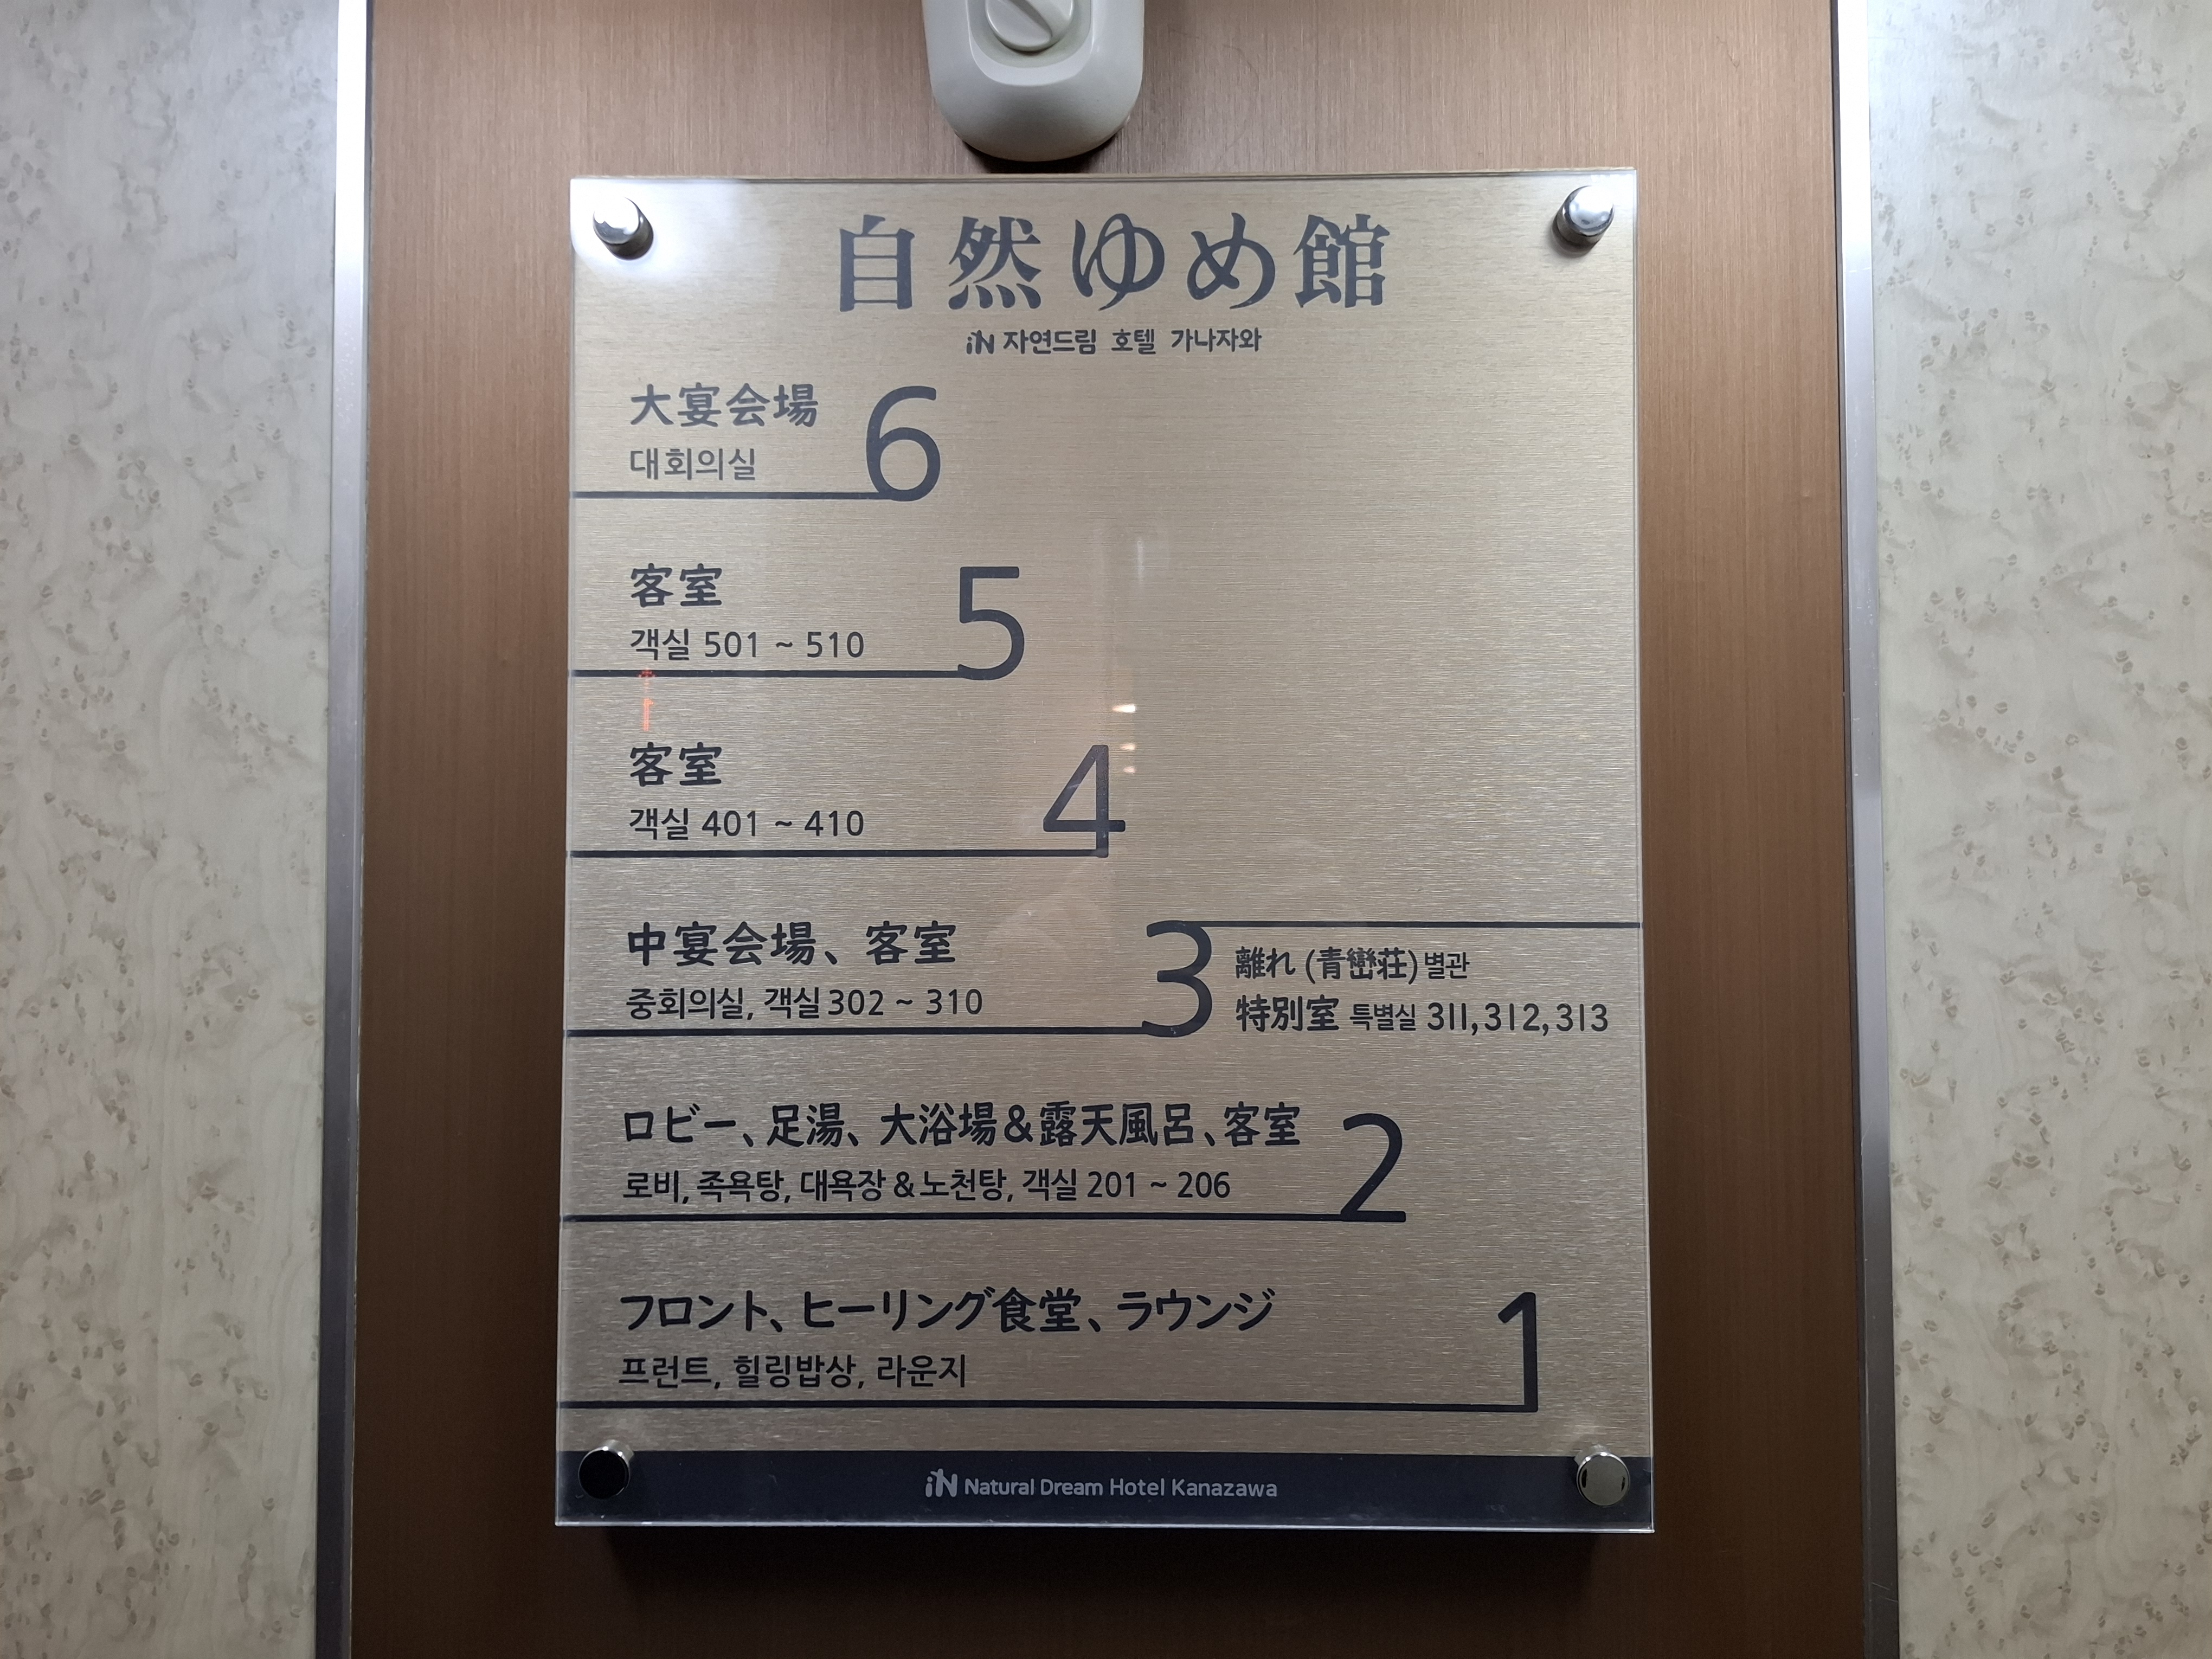 自然ゆめ館
iN 자연드림 호텔 가나자와
大宴会場
대회의실
6
客室
객실 501 ~ 510
5
客室
객실 401 ~ 410
4
中宴会場、客室
중회의실, 객실 302 ~ 310
3
離れ (青巒荘) 별관
特別室 특별실 311, 312, 313
ロビー、足湯、大浴場&露天風呂、客室
로비, 족욕탕, 대욕장 & 노천탕, 객실 201 ~ 206
2
フロント、ヒーリング食堂、ラウンジ
프런트, 힐링밥상, 라운지
1
iN Natural Dream Hotel Kanazawa